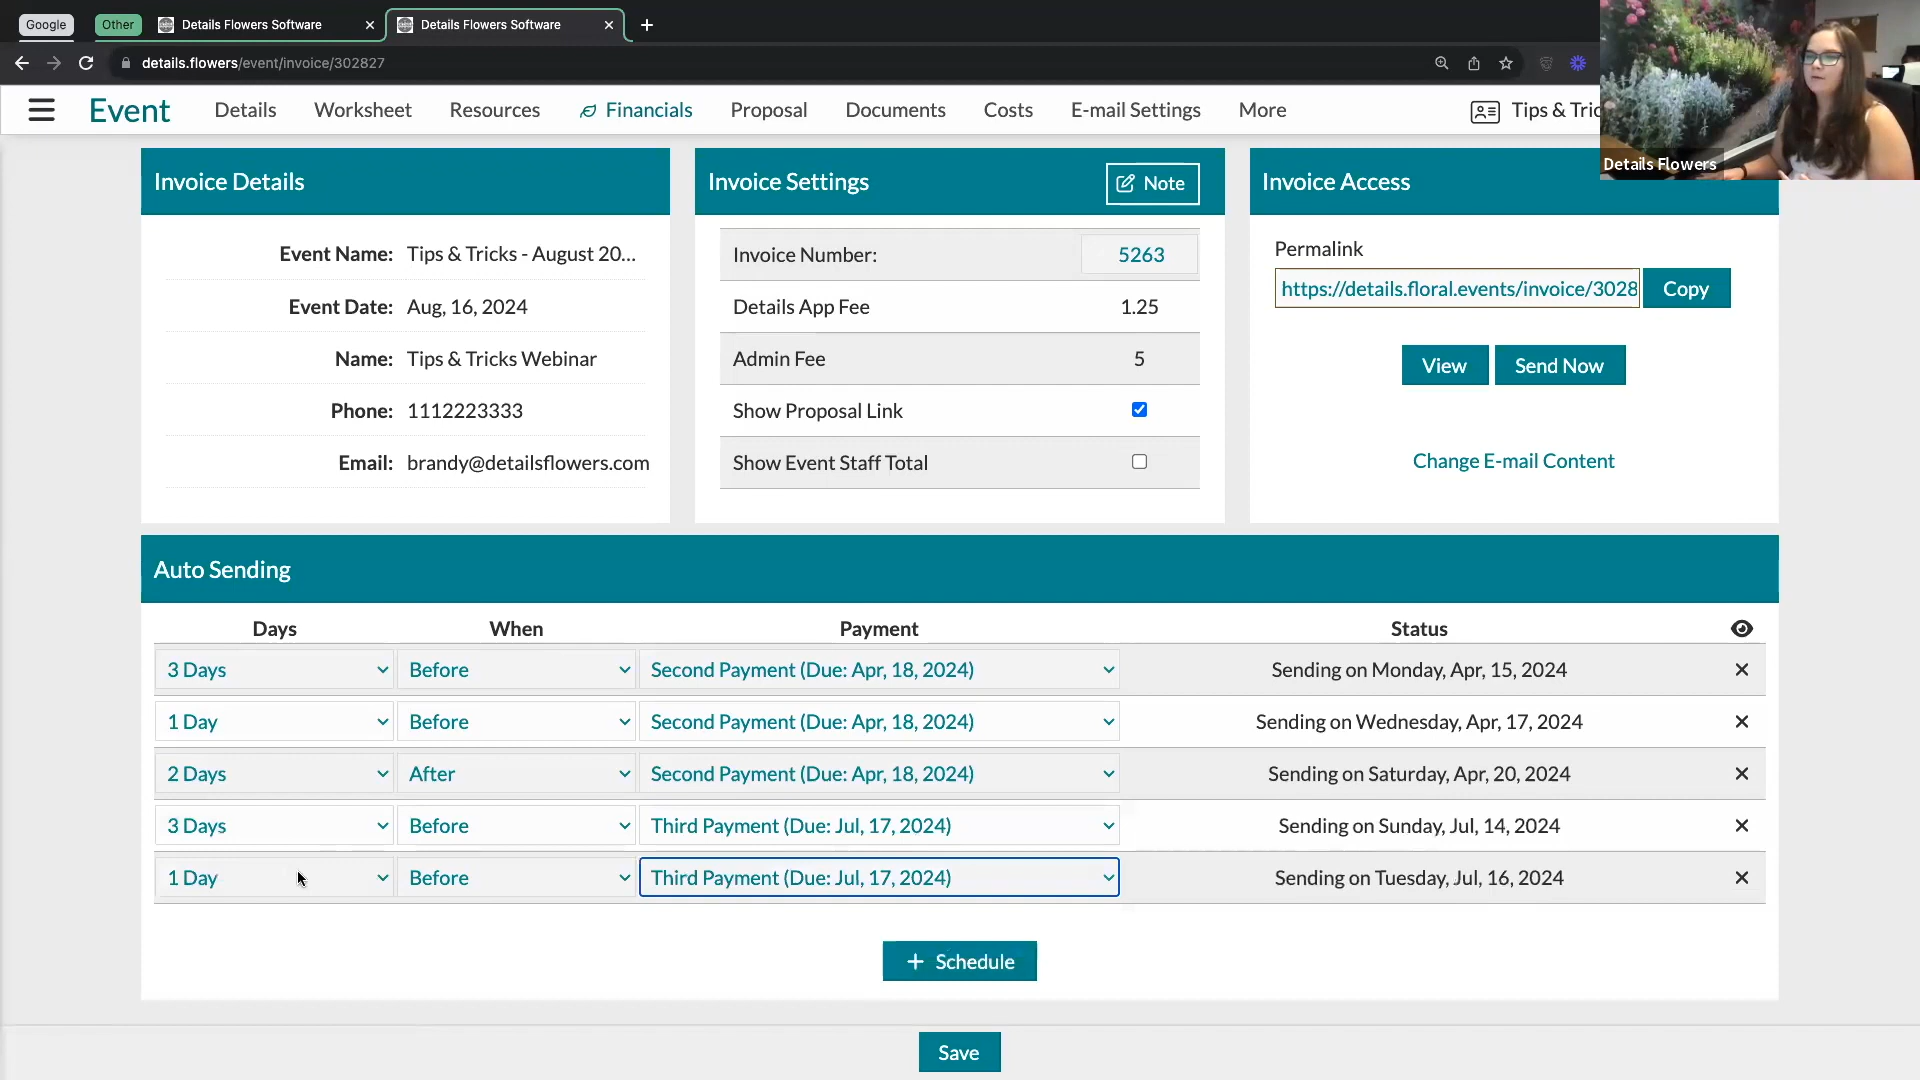 Google
Other
Details Flowers Software
Details Flowers Software
details.flowers/event/invoice/302827
Event
Details
Worksheet
Resources
Financials
Proposal
Documents
Costs
E-mail Settings
More
Tips & Tric
Details Flowers
Invoice Details
Event Name: Tips & Tricks - August 20...
Event Date: Aug, 16, 2024
Name: Tips & Tricks Webinar
Phone: 1112223333
Email: brandy@detailsflowers.com
Invoice Settings
Note
Invoice Number: 5263
Details App Fee 1.25
Admin Fee 5
Show Proposal Link
Show Event Staff Total
Invoice Access
Permalink
https://details.floral.events/invoice/3028
Copy
View
Send Now
Change E-mail Content
Auto Sending
Days When Payment Status
3 Days Before Second Payment (Due: Apr, 18, 2024) Sending on Monday, Apr, 15, 2024
1 Day Before Second Payment (Due: Apr, 18, 2024) Sending on Wednesday, Apr, 17, 2024
2 Days After Second Payment (Due: Apr, 18, 2024) Sending on Saturday, Apr, 20, 2024
3 Days Before Third Payment (Due: Jul, 17, 2024) Sending on Sunday, Jul, 14, 2024
1 Day Before Third Payment (Due: Jul, 17, 2024) Sending on Tuesday, Jul, 16, 2024
+ Schedule
Save